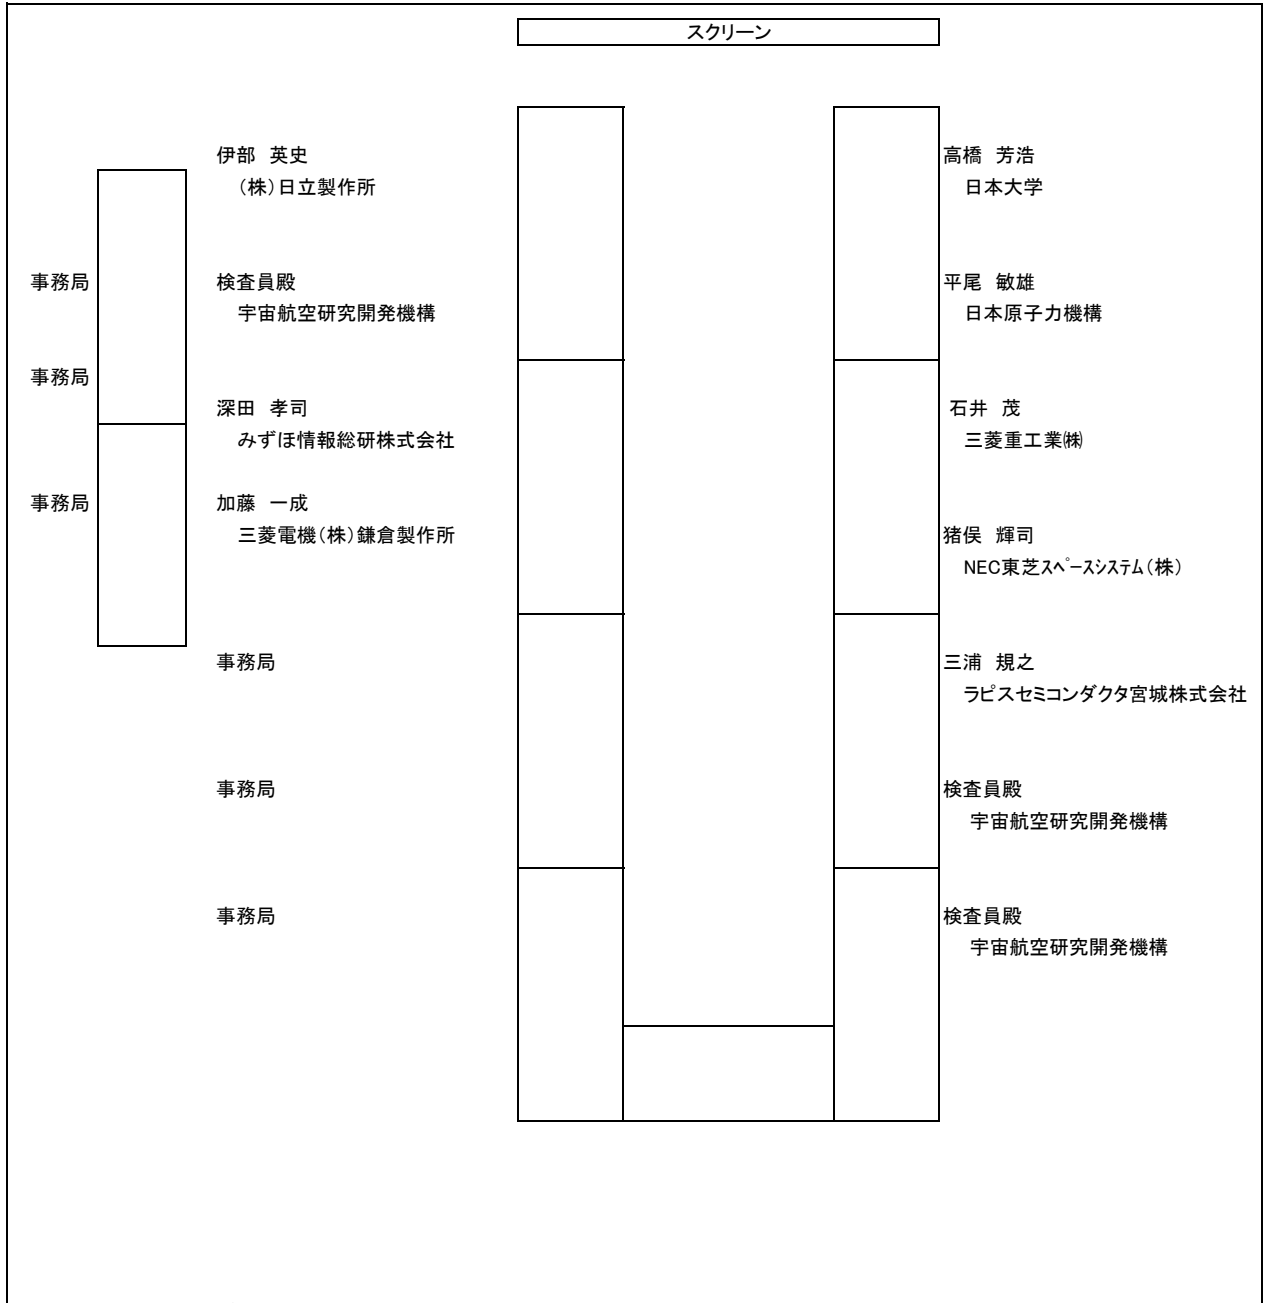 スクリーン
伊部 英史
（株）日立製作所
高橋 芳浩
日本大学
事務局
検査員殿
宇宙航空研究開発機構
平尾 敏雄
日本原子力機構
事務局
深田 孝司
みずほ情報総研株式会社
石井 茂
三菱重工業㈱
事務局
加藤 一成
三菱電機（株）鎌倉製作所
猪俣 輝司
NEC東芝ｽﾍﾟｰｽｼｽﾃﾑ（株）
事務局
三浦 規之
ラピスセミコンダクタ宮城株式会社
事務局
検査員殿
宇宙航空研究開発機構
事務局
検査員殿
宇宙航空研究開発機構